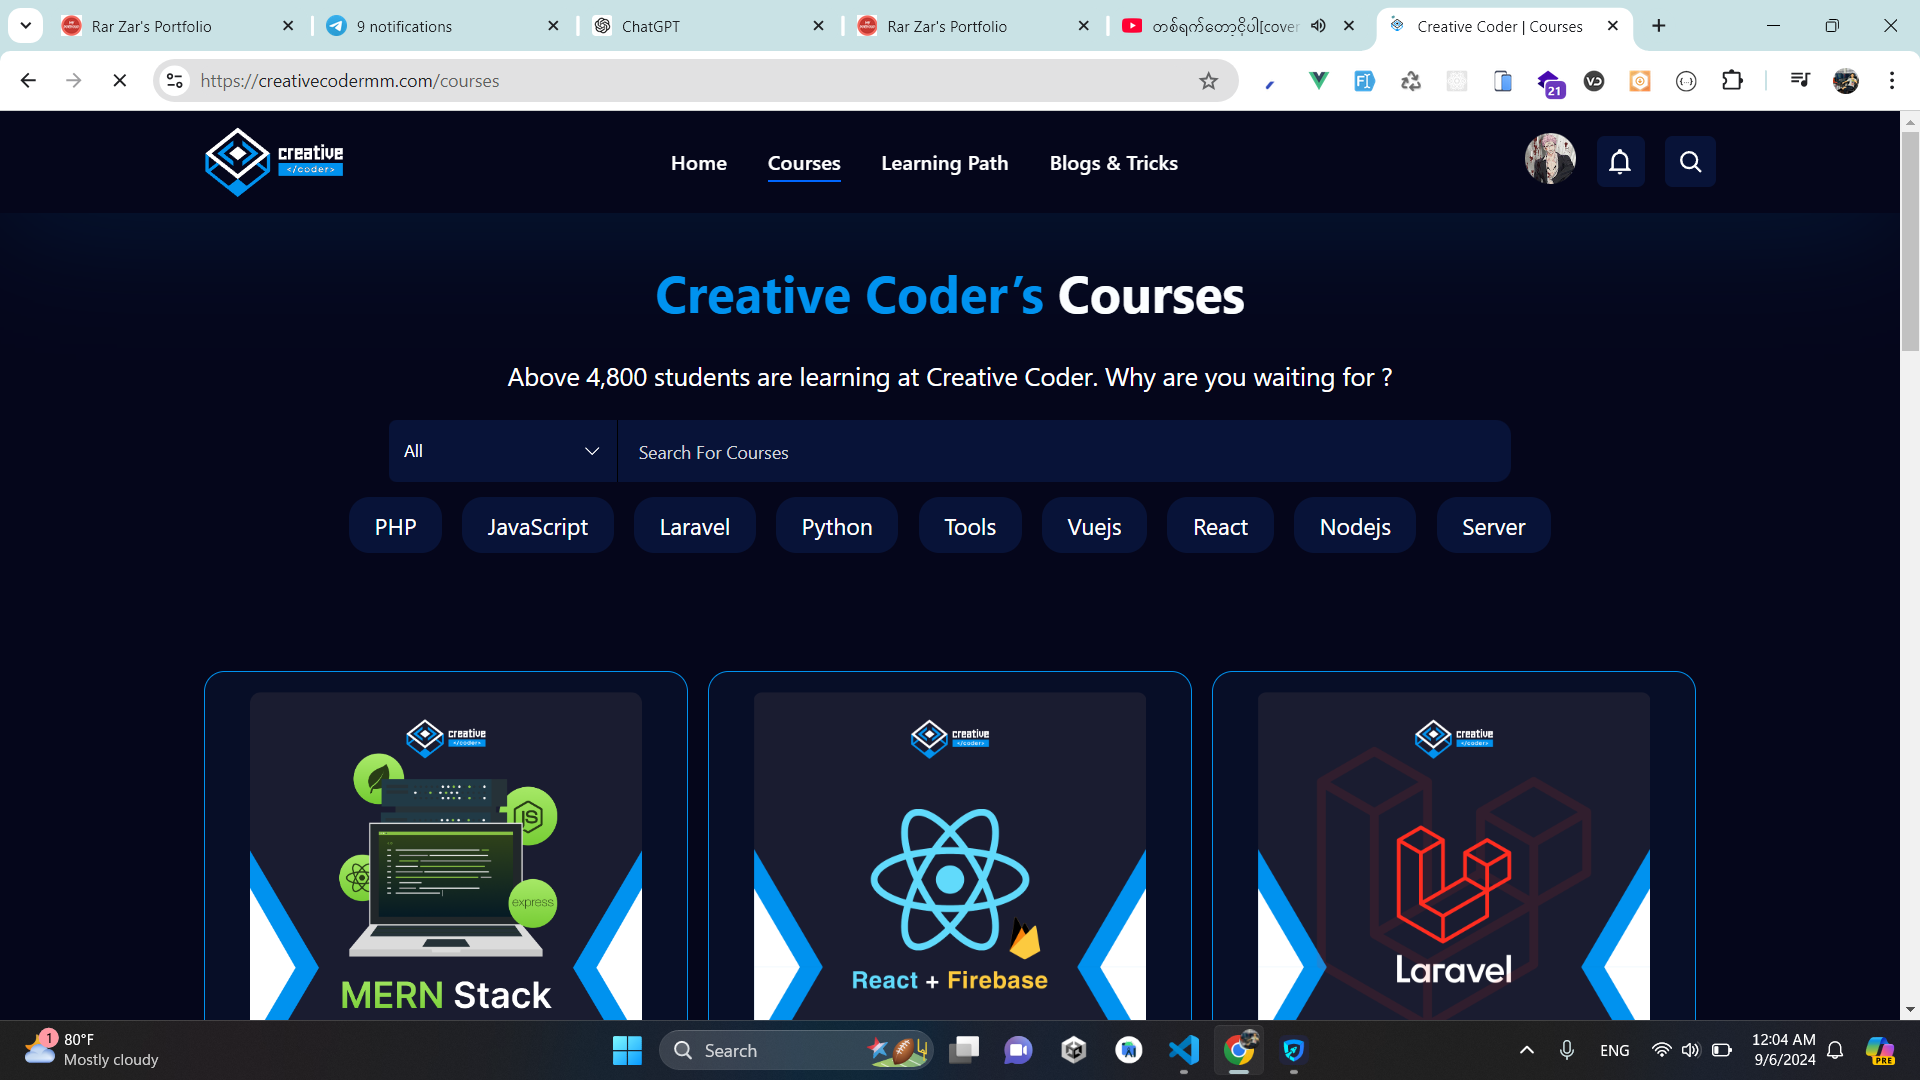 Rar Zar's Portfolio
9 notifications
ChatGPT
Rar Zar's Portfolio
တစ်ရက်တော့ငိုပါ[cover
Creative Coder | Courses
https://creativecodermm.com/courses
21
creative
</coder>
Home
Courses
Learning Path
Blogs & Tricks
Creative Coder’s Courses
Above 4,800 students are learning at Creative Coder. Why are you waiting for ?
All
Search For Courses
PHP
JavaScript
Laravel
Python
Tools
Vuejs
React
Nodejs
Server
creative
</coder>
express
MERN Stack
creative
</coder>
React + Firebase
creative
</coder>
Laravel
1
80°F
Mostly cloudy
Search
ENG
12:04 AM
9/6/2024
PRE